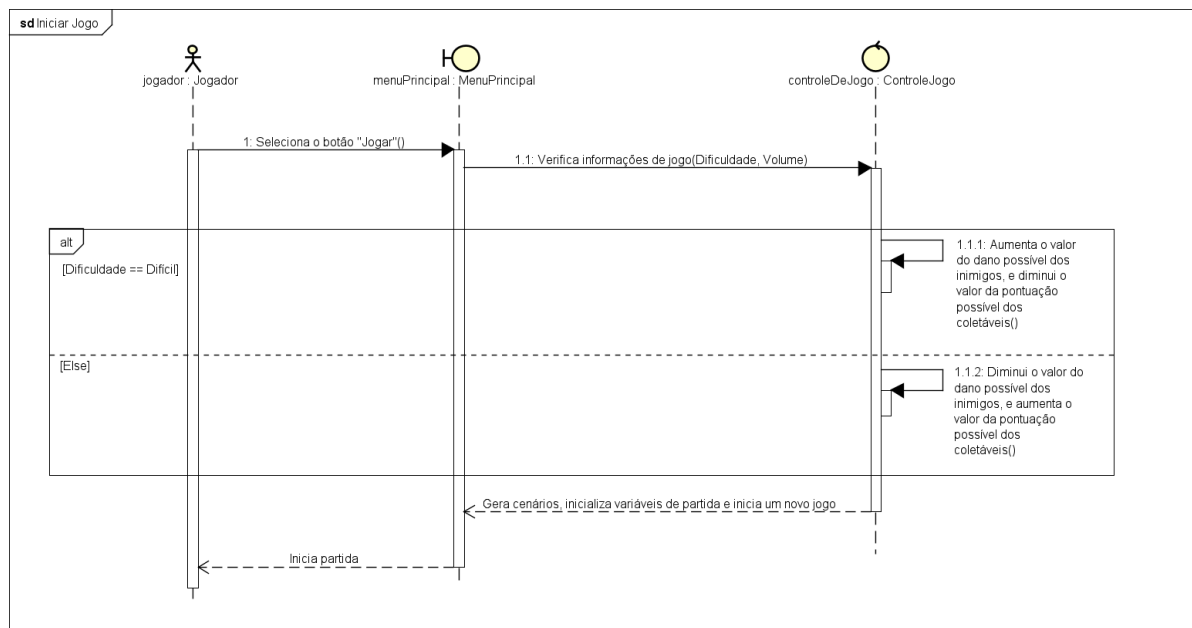 sd Iniciar Jogo
jogador : Jogador
menuPrincipal : MenuPrincipal
controleDeJogo : ControleJogo
1: Seleciona o botão "Jogar"()
1.1: Verifica informações de jogo(Dificuldade, Volume)
alt
[Dificuldade == Difícil]
1.1.1: Aumenta o valor
do dano possível dos
inimigos, e diminui o
valor da pontuação
possível dos
coletáveis()
[Else]
1.1.2: Diminui o valor do
dano possível dos
inimigos, e aumenta o
valor da pontuação
possível dos
coletáveis()
Gera cenários, inicializa variáveis de partida e inicia um novo jogo
Inicia partida